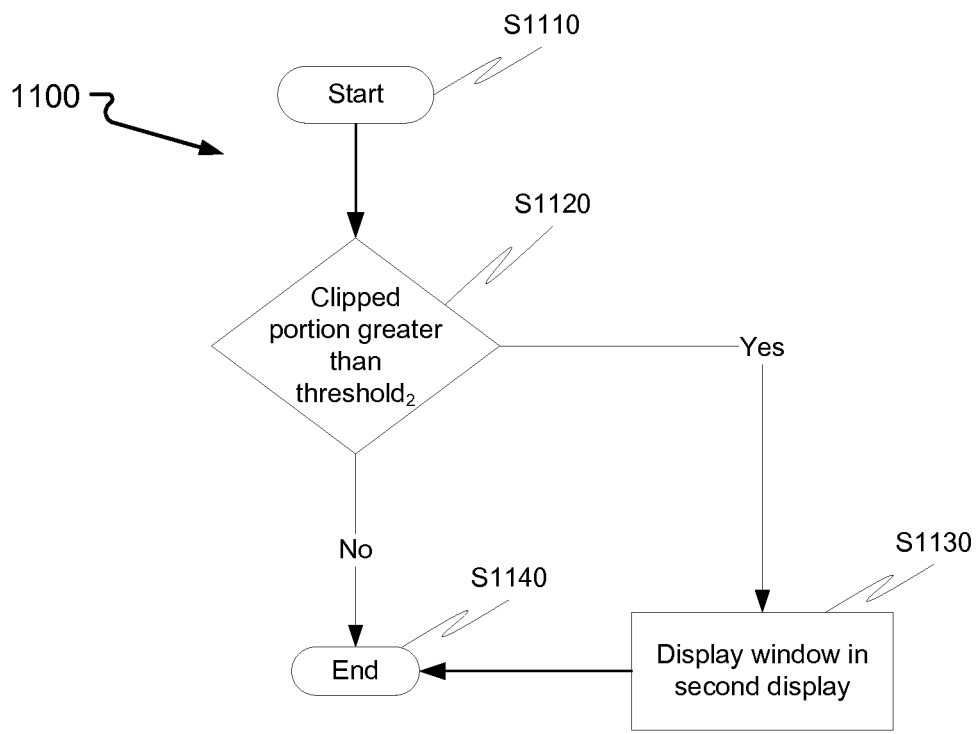 S1110
1100
Start
S1120
Clipped
portion greater
than
threshold₂
Yes
No
S1130
S1140
Display window in
second display
End